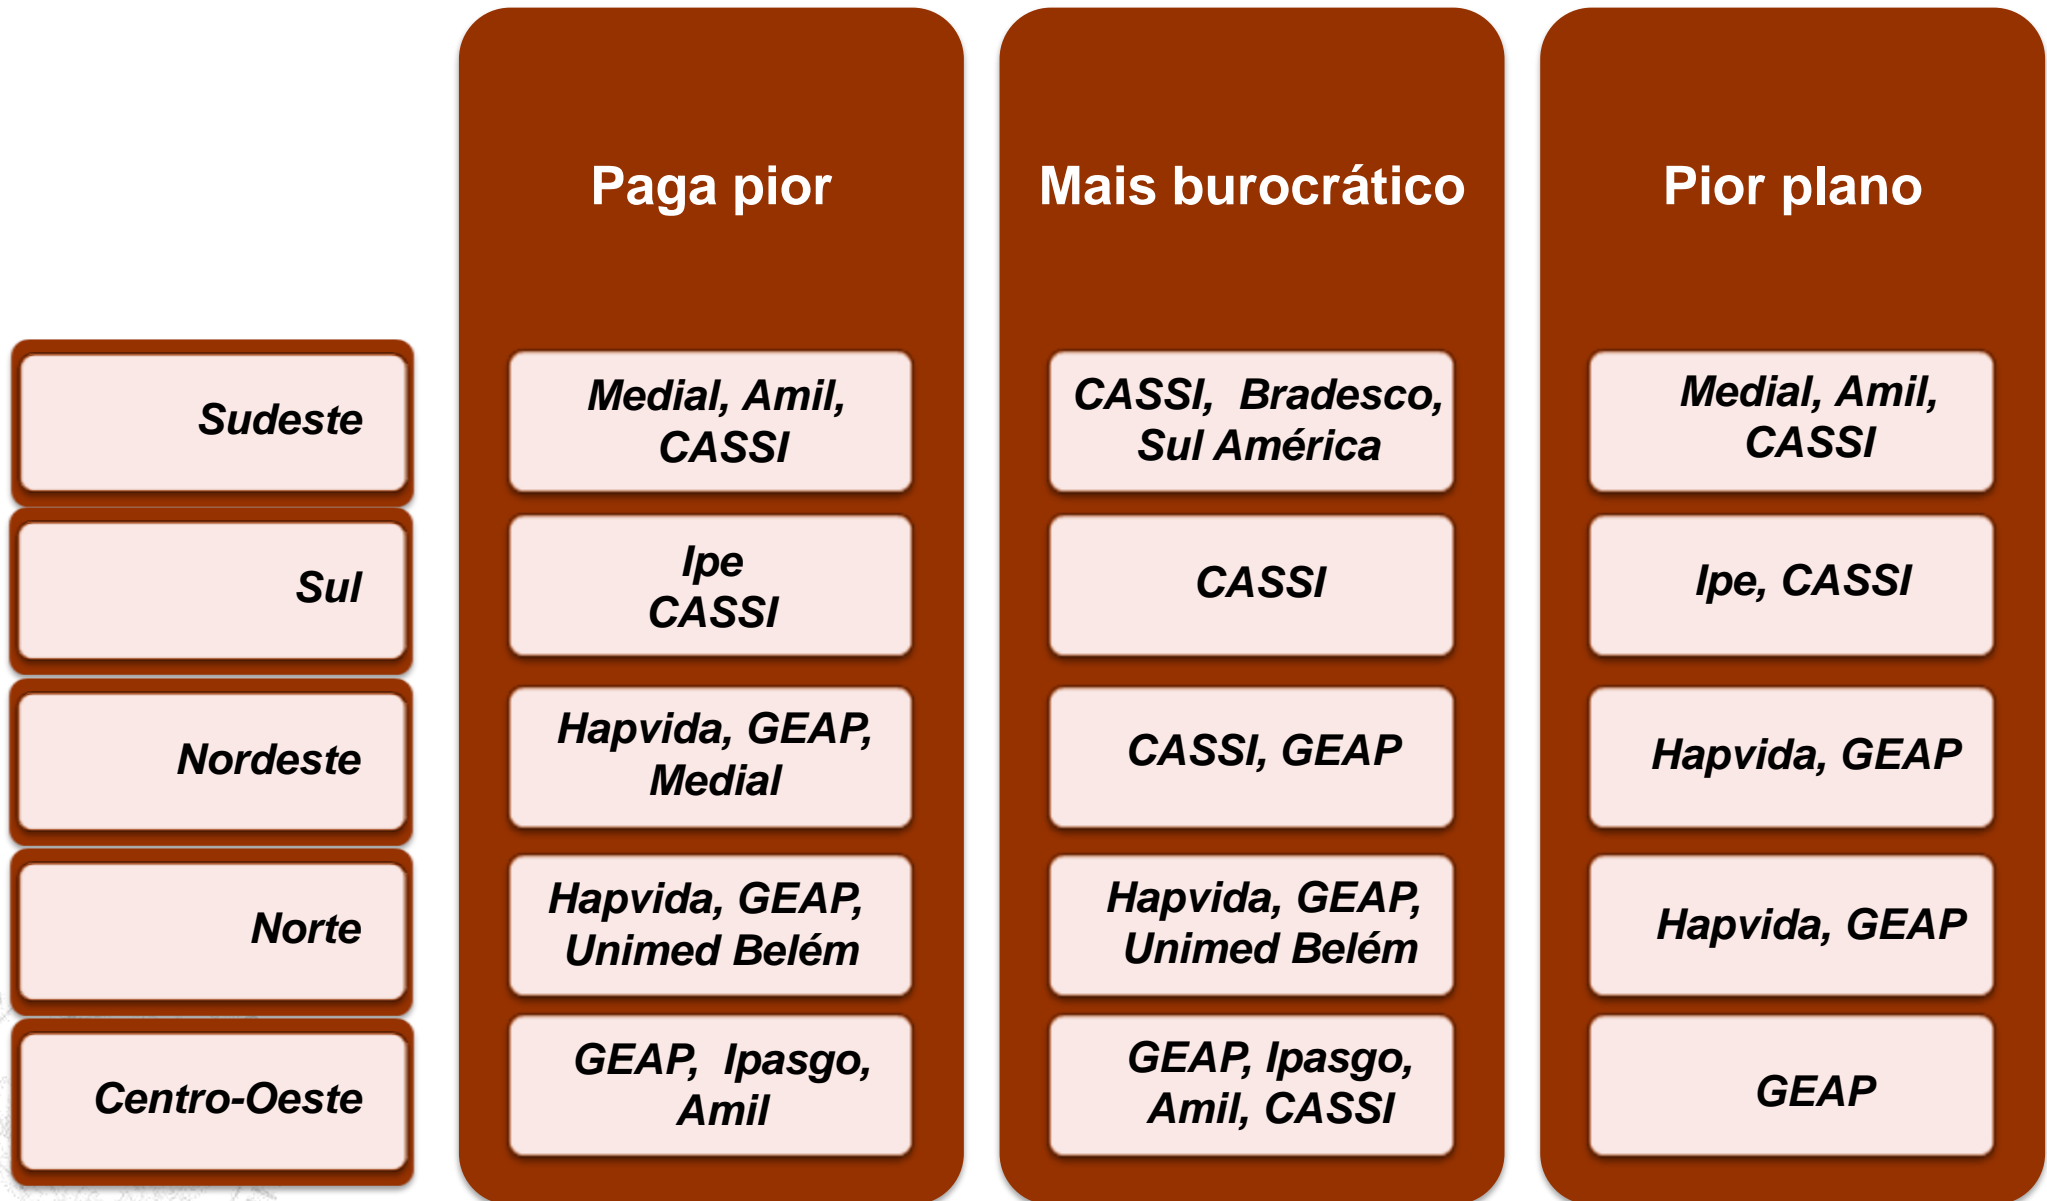 Paga pior
Mais burocrático
Pior plano
Sudeste
Medial, Amil,
CASSI
CASSI, Bradesco,
Sul América
Medial, Amil,
CASSI
Sul
Ipe
CASSI
CASSI
Ipe, CASSI
Nordeste
Hapvida, GEAP,
Medial
CASSI, GEAP
Hapvida, GEAP
Norte
Hapvida, GEAP,
Unimed Belém
Hapvida, GEAP,
Unimed Belém
Hapvida, GEAP
Centro-Oeste
GEAP, Ipasgo,
Amil
GEAP, Ipasgo,
Amil, CASSI
GEAP